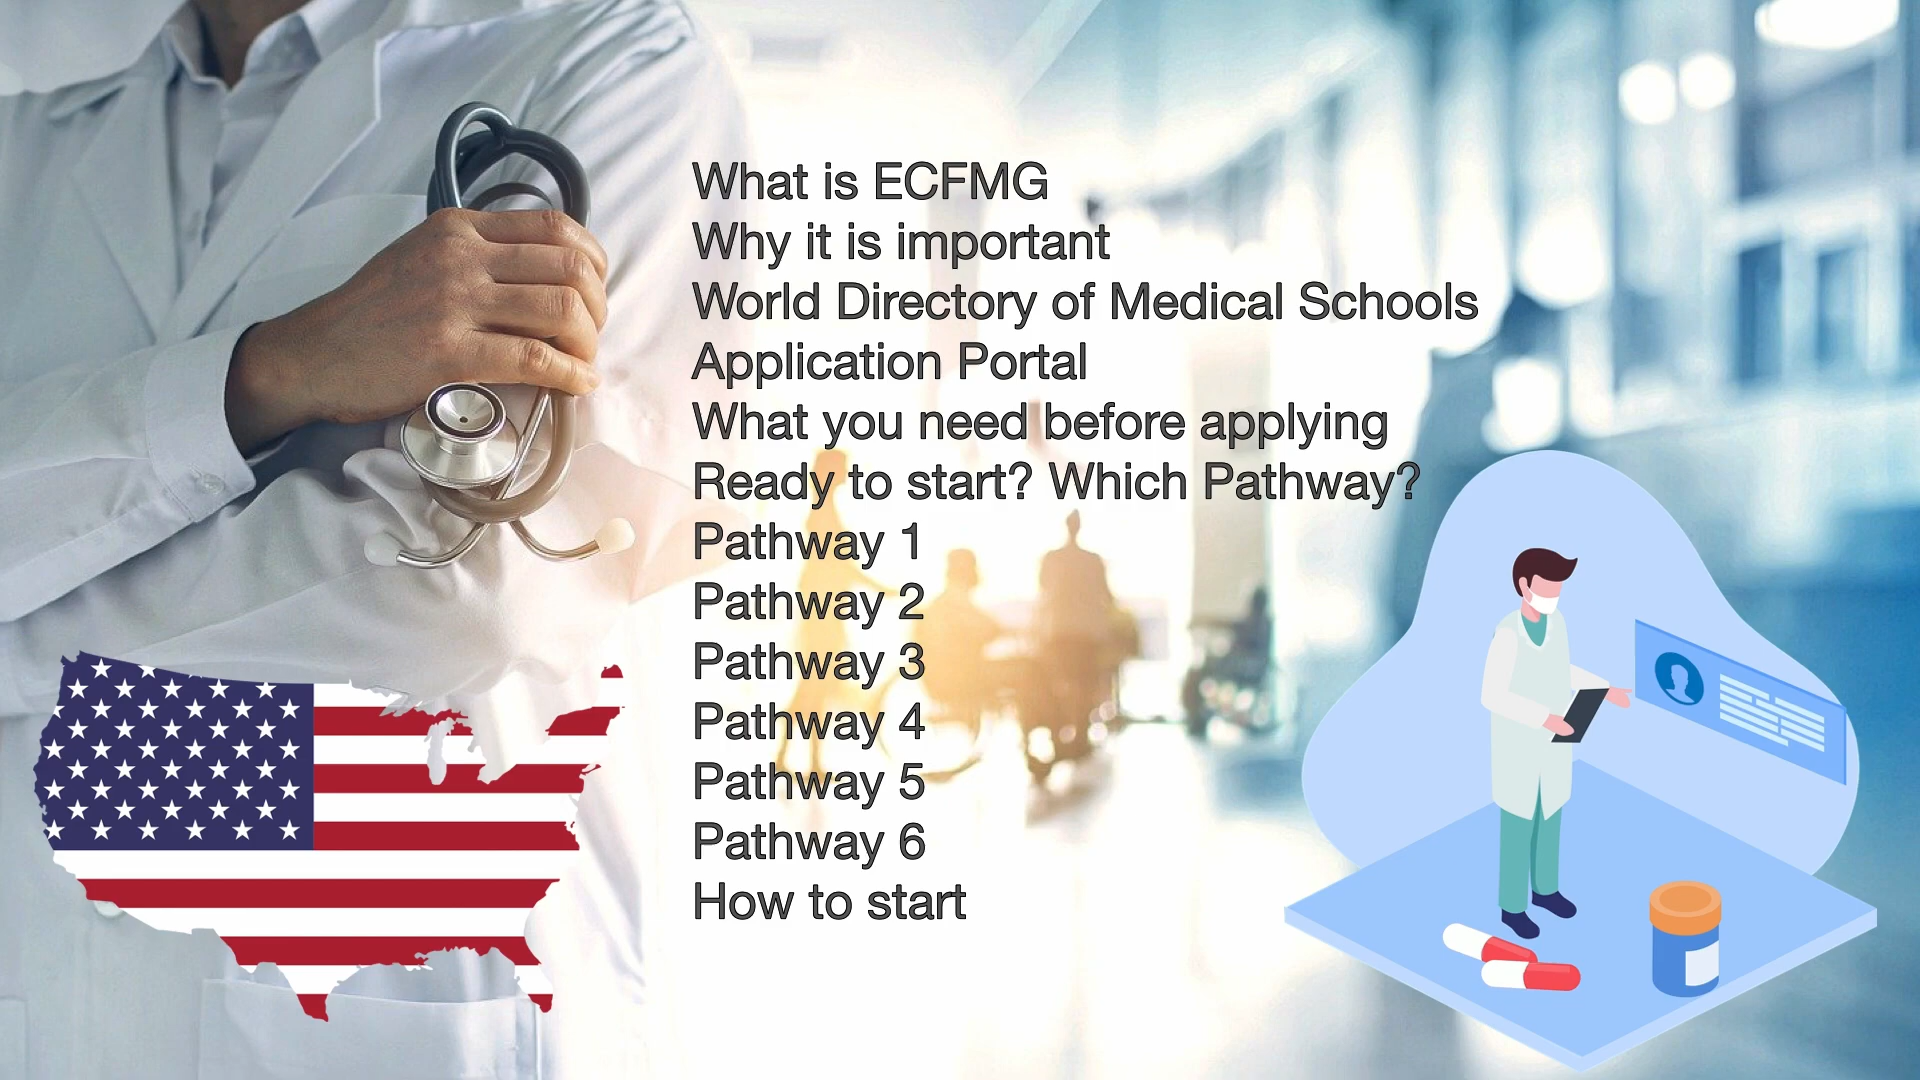 What is ECFMG
Why it is important
World Directory of Medical Schools
Application Portal
What you need before applying
Ready to start? Which Pathway?
Pathway 1
Pathway 2
Pathway 3
Pathway 4
Pathway 5
Pathway 6
How to start